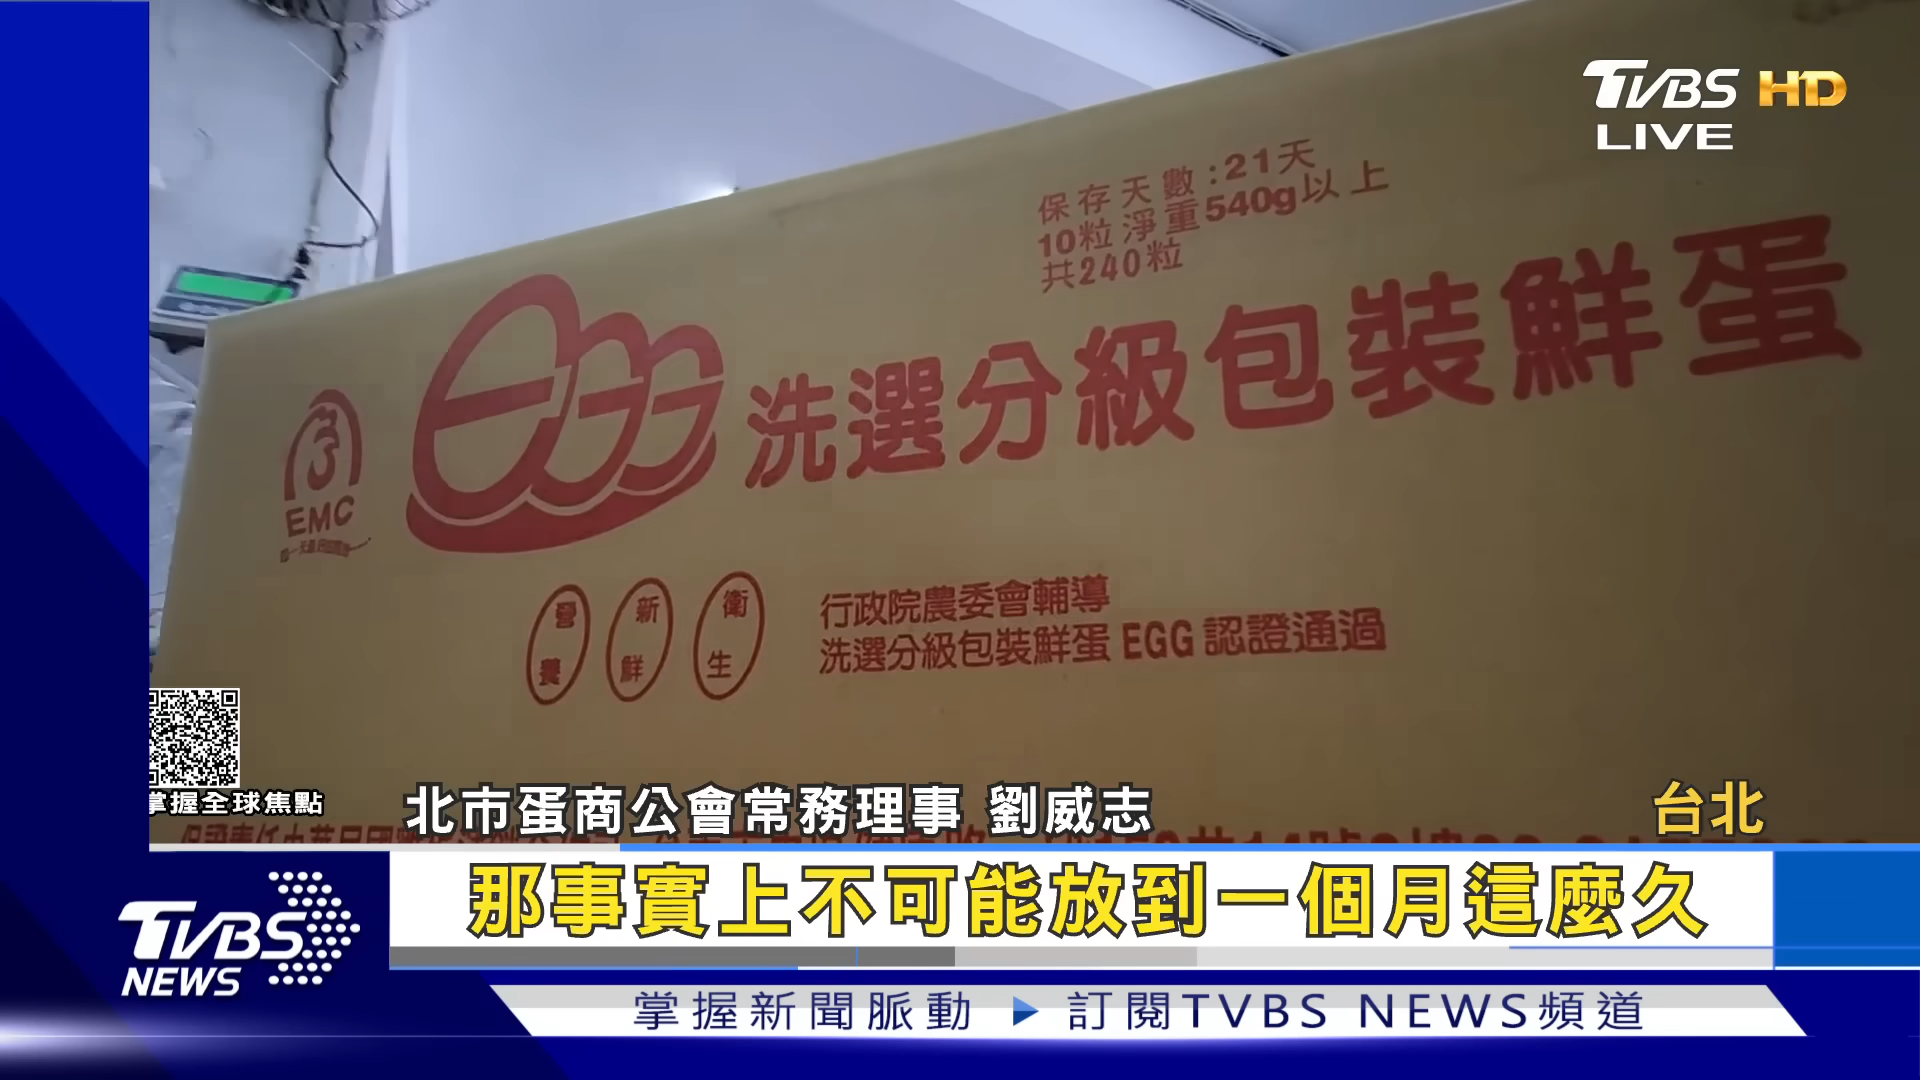 TVBS HD
LIVE
保存天數:21天
10粒淨重540g以上
共240粒
Egg 洗選分級包裝鮮蛋
EMC
營養 新鮮 衛生
行政院農委會輔導
洗選分級包裝鮮蛋 EGG 認證通過
掌握全球焦點
北市蛋商公會常務理事 劉威志
台北
那事實上不可能放到一個月這麼久
TVBS
NEWS
掌握新聞脈動 ▶ 訂閱TVBS NEWS頻道